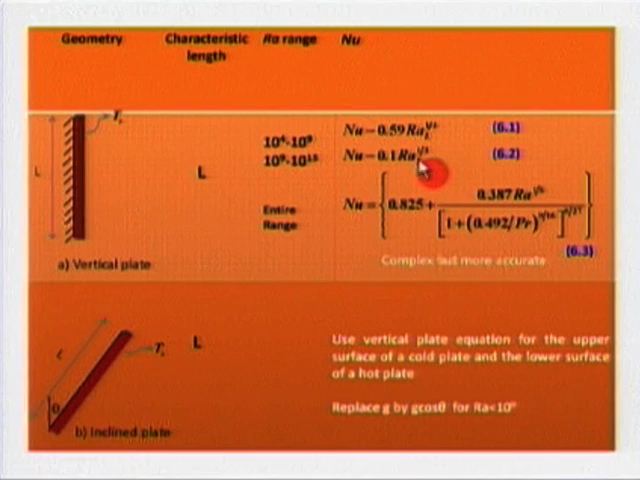 Geometry Characteristic length Ra range Nu
T_s
L
L
10⁴-10⁹ Nu = 0.59 Ra_L^{1/4} (6.1)
10⁹-10¹³ Nu = 0.1 Ra_L^{1/3} (6.2)
Entire Range Nu = {0.825 + 0.387 Ra^{1/6} / [1+(0.492/Pr)^{9/16}]^{8/27}}
(6.3)
Complex but more accurate
a) Vertical plate
L
T_s
θ
Use vertical plate equation for the upper
surface of a cold plate and the lower surface
of a hot plate
Replace g by gcosθ for Ra<10⁹
b) Inclined plate